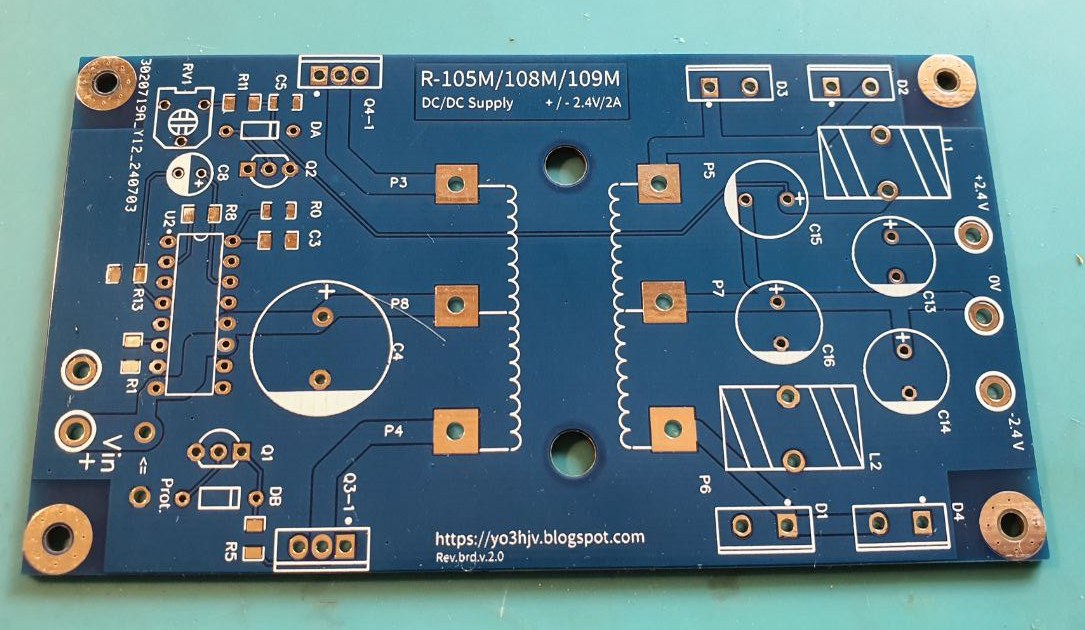 R-105M/108M/109M
DC/DC Supply + / - 2.4V/2A
3020719A_Y12_240703
RV1
R11
C5
Q4-1
DA
Q2
C8
+
U2
R8
R0
C3
R13
R1
P3
P8
P4
+
C4
Vin
+
<=
Prot.
Q1
DB
R5
Q3-1
D3
D2
L1
P5
+
C15
+2.4V
+
C13
0V
P7
+
C16
+
C14
-2.4V
L2
P6
D1
D4
https://yo3hjv.blogspot.com
Rev.brd.v.2.0